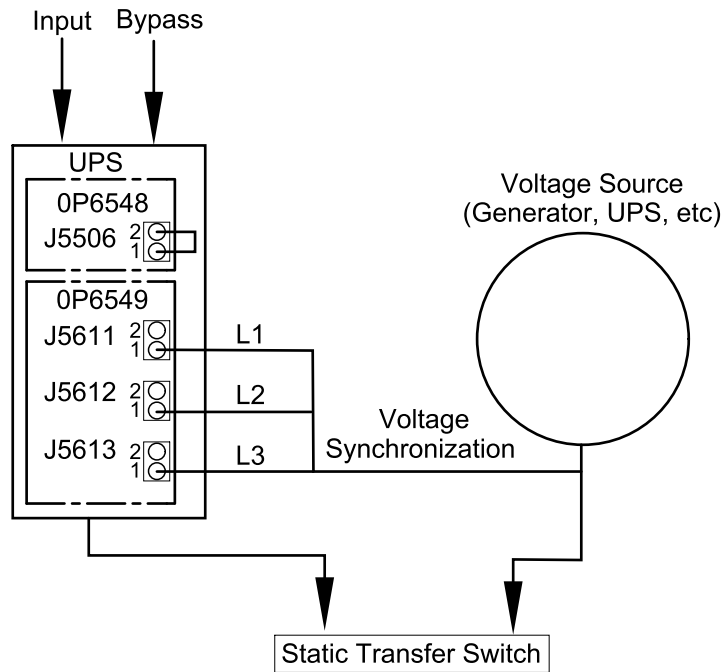 Input
Bypass
UPS
0P6548
J5506
2
1
0P6549
J5611
2
1
L1
J5612
2
1
L2
J5613
2
1
L3
Voltage
Synchronization
Voltage Source
(Generator, UPS, etc)
Static Transfer Switch